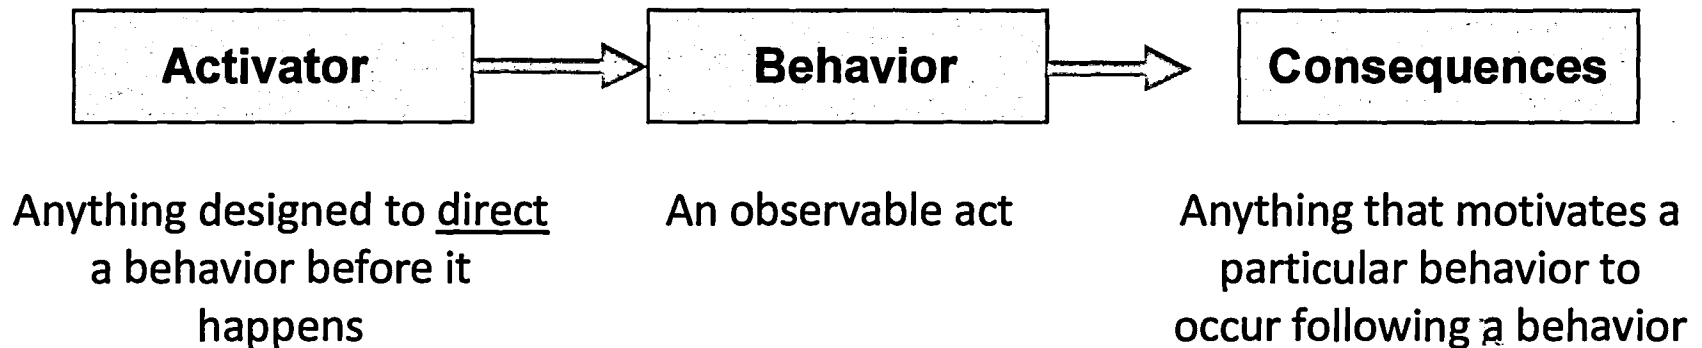 Activator
Behavior
Consequences
Anything designed to direct
a behavior before it
happens
An observable act
Anything that motivates a
particular behavior to
occur following a behavior